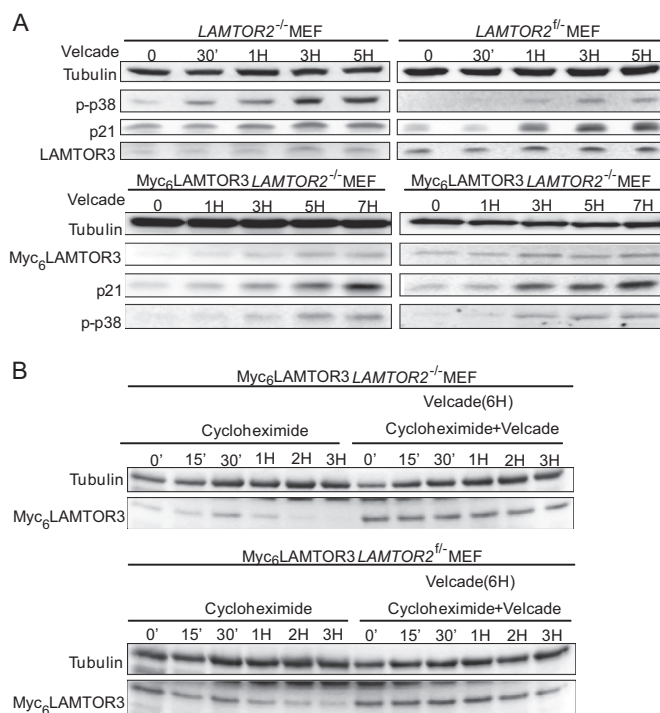 A
LAMTOR2-/-MEF LAMTOR2f/-MEF
Velcade 0 30' 1H 3H 5H 0 30' 1H 3H 5H
Tubulin
p-p38
p21
LAMTOR3
Myc6LAMTOR3 LAMTOR2-/-MEF Myc6LAMTOR3 LAMTOR2-/-MEF
Velcade 0 1H 3H 5H 7H 0 1H 3H 5H 7H
Tubulin
Myc6LAMTOR3
p21
p-p38
B
Myc6LAMTOR3 LAMTOR2-/-MEF
Velcade(6H)
Cycloheximide Cycloheximide+Velcade
0' 15' 30' 1H 2H 3H 0' 15' 30' 1H 2H 3H
Tubulin
Myc6LAMTOR3
Myc6LAMTOR3 LAMTOR2f/-MEF
Velcade(6H)
Cycloheximide Cycloheximide+Velcade
0' 15' 30' 1H 2H 3H 0' 15' 30' 1H 2H 3H
Tubulin
Myc6LAMTOR3